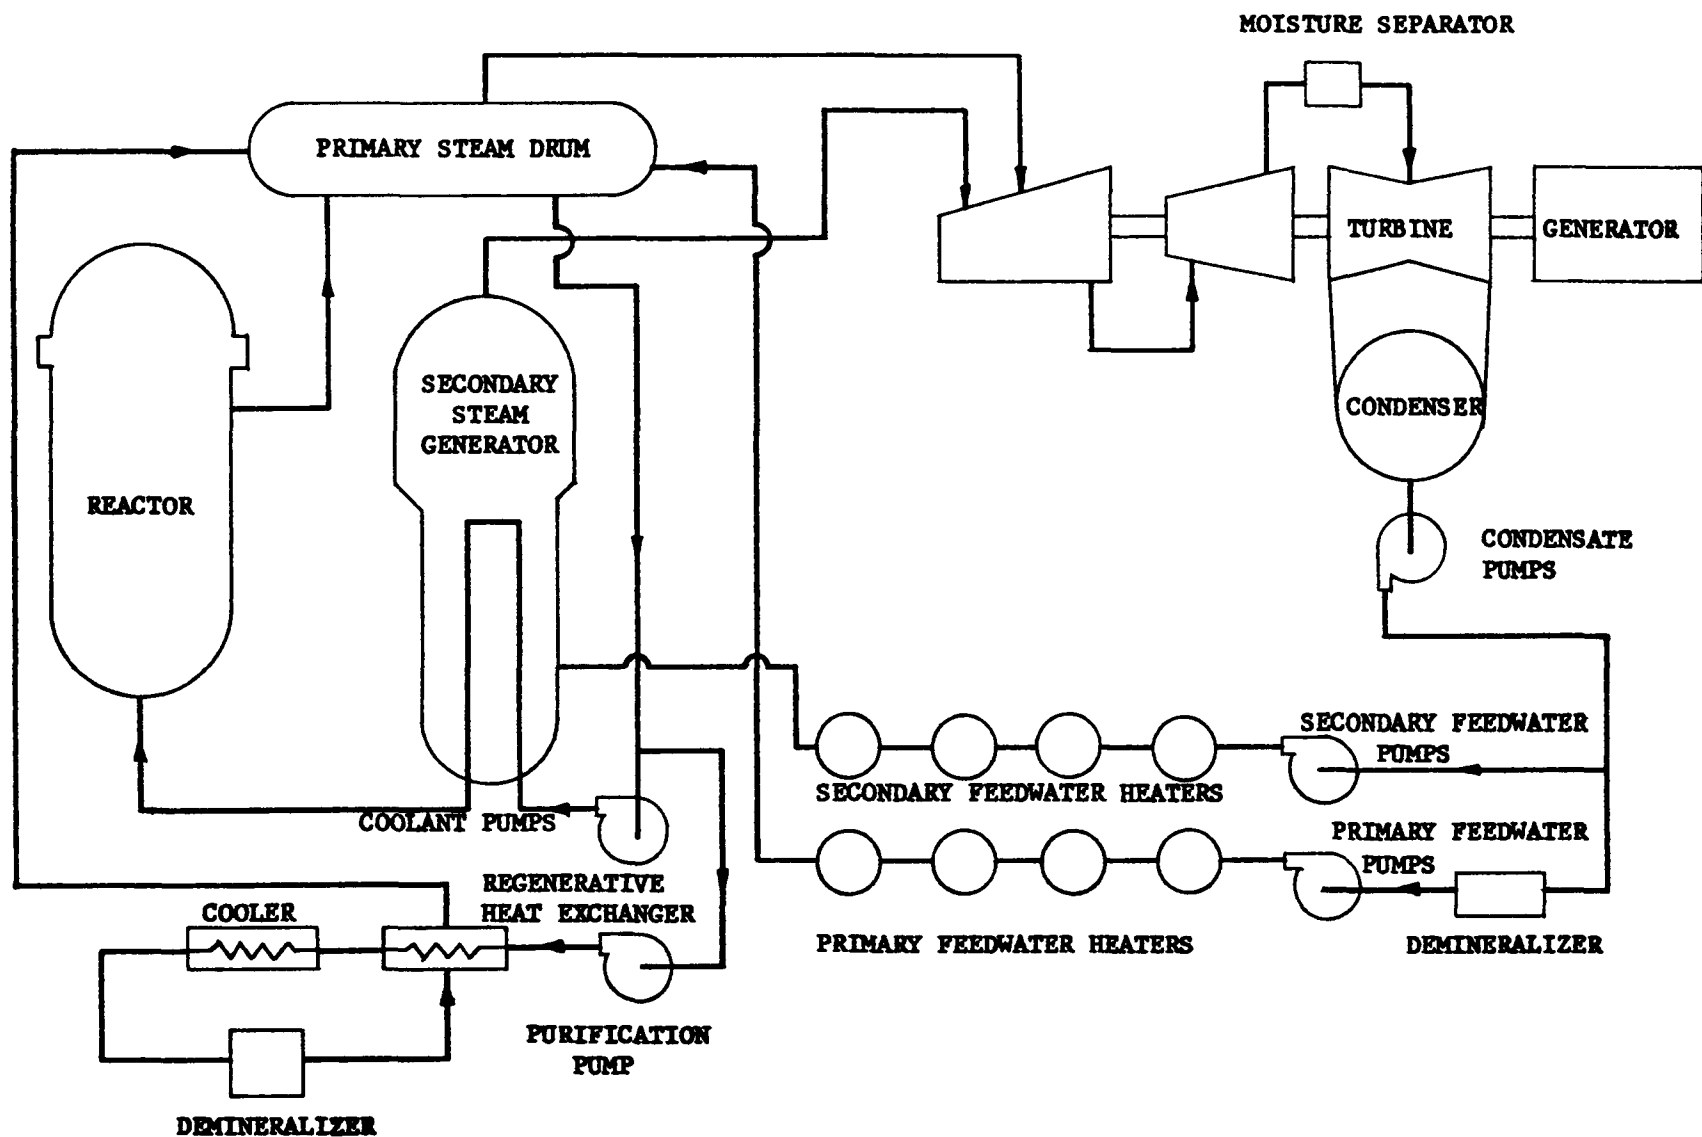 MOISTURE SEPARATOR
PRIMARY STEAM DRUM
TURBINE
GENERATOR
SECONDARY
STEAM
GENERATOR
CONDENSER
REACTOR
CONDENSATE
PUMPS
SECONDARY FEEDWATER
PUMPS
SECONDARY FEEDWATER HEATERS
COOLANT PUMPS
PRIMARY FEEDWATER
PUMPS
REGENERATIVE
HEAT EXCHANGER
COOLER
PRIMARY FEEDWATER HEATERS
DEMINERALIZER
PURIFICATION
PUMP
DEMINERALIZER